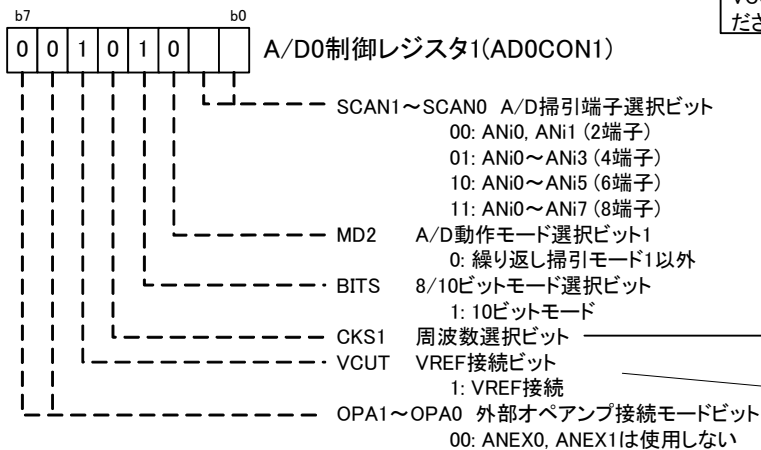 b7 b0
VC
ださ
0 0 1 0 1 0 A/D0制御レジスタ1(AD0CON1)
SCAN1～SCAN0 A/D掃引端子選択ビット
00: ANi0, ANi1 (2端子)
01: ANi0～ANi3 (4端子)
10: ANi0～ANi5 (6端子)
11: ANi0～ANi7 (8端子)
MD2 A/D動作モード選択ビット1
0: 繰り返し掃引モード1以外
BITS 8/10ビットモード選択ビット
1: 10ビットモード
CKS1 周波数選択ビット
VCUT VREF接続ビット
1: VREF接続
OPA1～OPA0 外部オペアンプ接続モードビット
00: ANEX0, ANEX1は使用しない